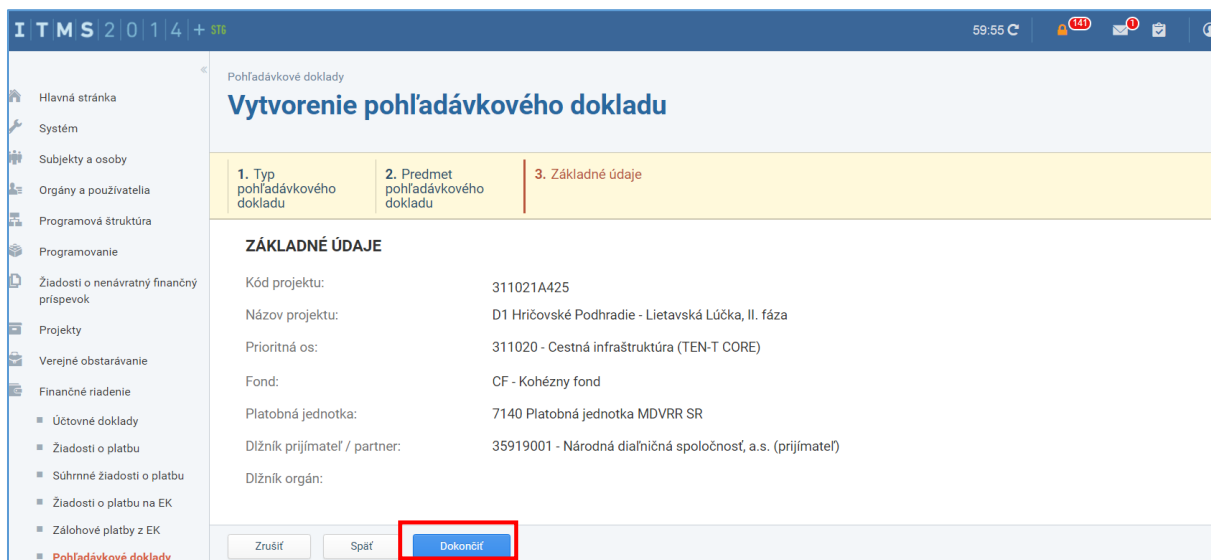 ITMS2014+ STG
59:55
141
1
Hlavná stránka
Systém
Subjekty a osoby
Orgány a používatelia
Programová štruktúra
Programovanie
Žiadosti o nenávratný finančný
príspevok
Projekty
Verejné obstarávanie
Finančné riadenie
Účtovné doklady
Žiadosti o platbu
Súhrnné žiadosti o platbu
Žiadosti o platbu na EK
Zálohové platby z EK
Pohľadávkové doklady
Pohľadávkové doklady
Vytvorenie pohľadávkového dokladu
1. Typ
pohľadávkového
dokladu
2. Predmet
pohľadávkového
dokladu
3. Základné údaje
ZÁKLADNÉ ÚDAJE
Kód projektu: 311021A425
Názov projektu: D1 Hričovské Podhradie - Lietavská Lúčka, II. fáza
Prioritná os: 311020 - Cestná infraštruktúra (TEN-T CORE)
Fond: CF - Kohézny fond
Platobná jednotka: 7140 Platobná jednotka MDVRR SR
Dlžník prijímateľ / partner: 35919001 - Národná diaľničná spoločnosť, a.s. (prijímateľ)
Dlžník orgán:
Zrušiť Späť Dokončiť